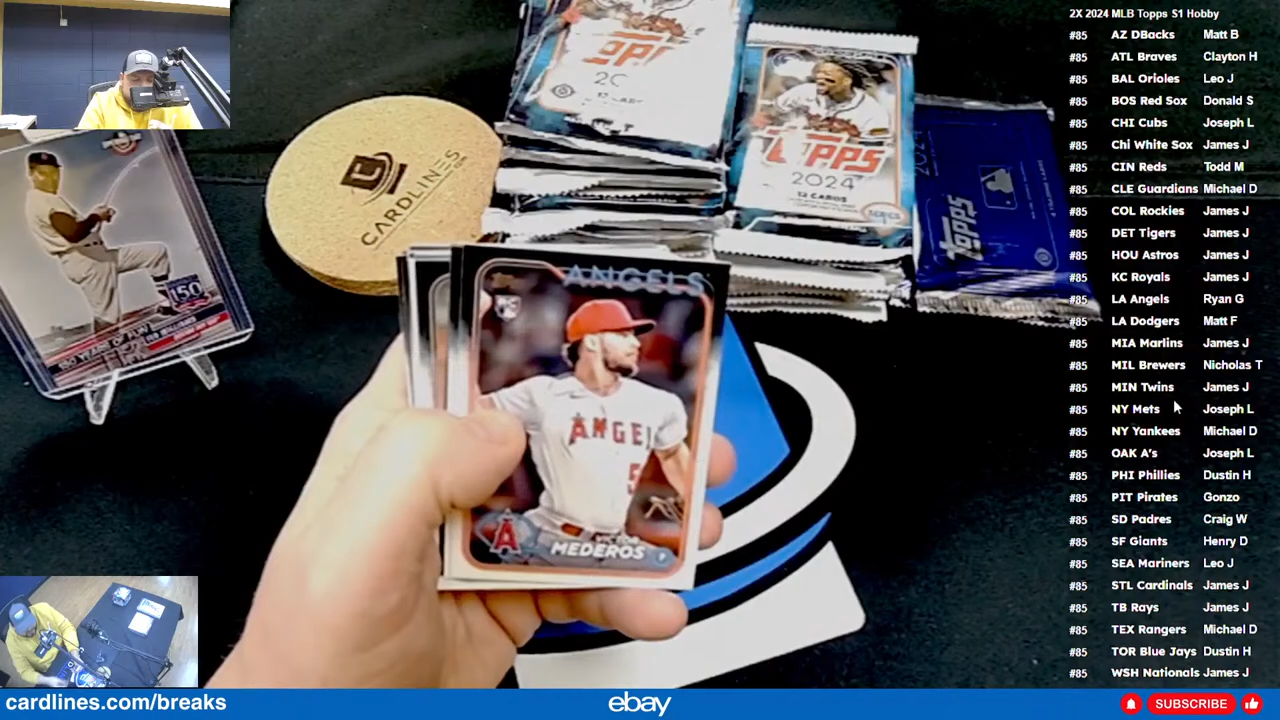 2X 2024 MLB Topps S1 Hobby
#85 AZ DBacks Matt B
#85 ATL Braves Clayton H
#85 BAL Orioles Leo J
#85 BOS Red Sox Donald S
#85 CHI Cubs Joseph L
#85 Chi White Sox James J
#85 CIN Reds Todd M
#85 CLE Guardians Michael D
#85 COL Rockies James J
#85 DET Tigers James J
#85 HOU Astros James J
#85 KC Royals James J
#85 LA Angels Ryan G
#85 LA Dodgers Matt F
#85 MIA Marlins James J
#85 MIL Brewers Nicholas T
#85 MIN Twins James J
#85 NY Mets Joseph L
#85 NY Yankees Michael D
#85 OAK A's Joseph L
#85 PHI Phillies Dustin H
#85 PIT Pirates Gonzo
#85 SD Padres Craig W
#85 SF Giants Henry D
#85 SEA Mariners Leo J
#85 STL Cardinals James J
#85 TB Rays James J
#85 TEX Rangers Michael D
#85 TOR Blue Jays Dustin H
#85 WSH Nationals James J
CARDLINES
TOPPS
2024
12 CARDS
TOPPS
150
ANGELS
RC
ANGEL
5
VICTOR
MEDEROS
P
cardlines.com/breaks
ebay
SUBSCRIBE